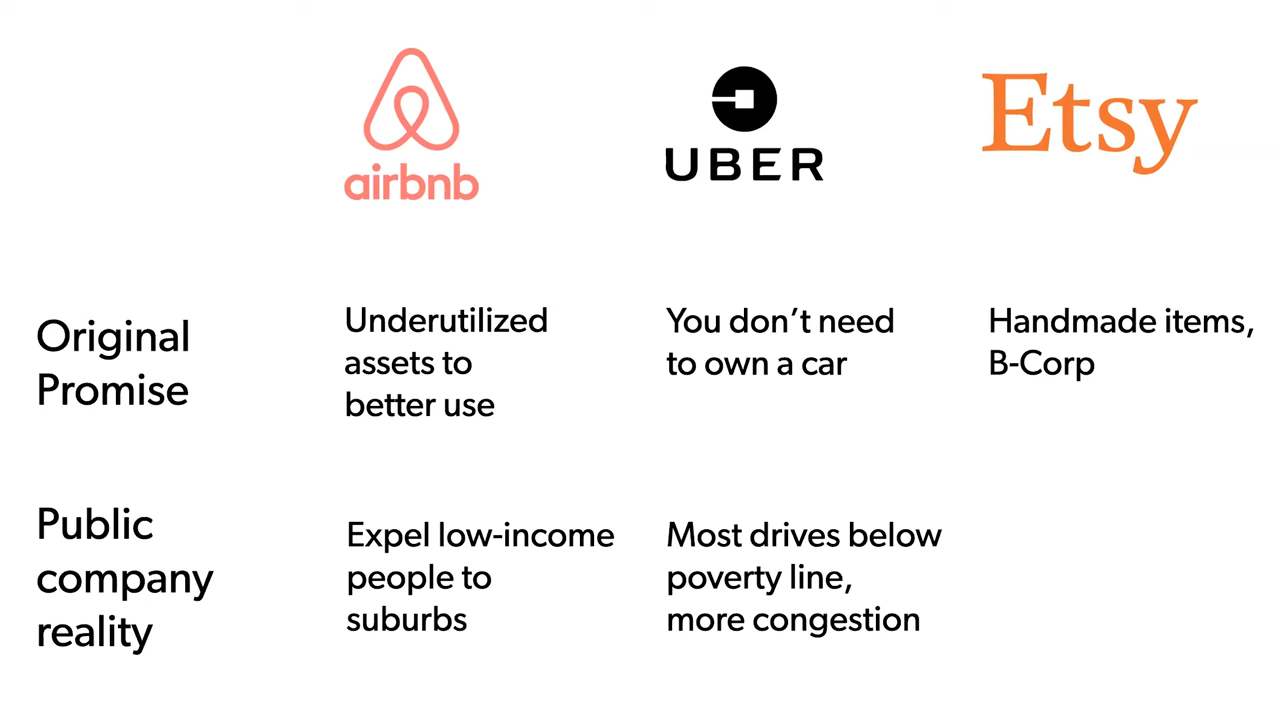 airbnb
UBER
Etsy
Original
Promise
Underutilized
assets to
better use
You don’t need
to own a car
Handmade items,
B-Corp
Public
company
reality
Expel low-income
people to
suburbs
Most drives below
poverty line,
more congestion